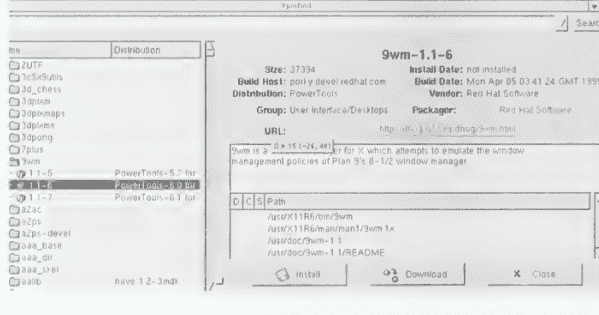 Search
Distribution
2UTF
3c5x9utils
3d_chess
3dpixm
3dpixmaps
3dpixms
3dpong
7plus
9wm
1.1-5 PowerTools-5.2 for
1.1-6 PowerTools-6.0 for
1.1-7 PowerTools-6.1 for
a2ac
a2ps
a2ps-devel
aaa_base
aaa_dir
aaa_skel
aalib have 1.2-3mdk
9wm-1.1-6
Size: 37394 Install Date: not installed
Build Host: porky.devel.redhat.com Build Date: Mon Apr 05 03:41:24 GMT 1999
Distribution: PowerTools Vendor: Red Hat Software
Group: User Interface/Desktops Packager: Red Hat Software
URL:
9wm is a er for X which attempts to emulate the window
management policies of Plan 9's 8-1/2 window manager
D C S Path
/usr/X11R6/bin/9wm
/usr/X11R6/man/man1/9wm.1x
/usr/doc/9wm-1.1
/usr/doc/9wm-1.1/README
Install Download Close